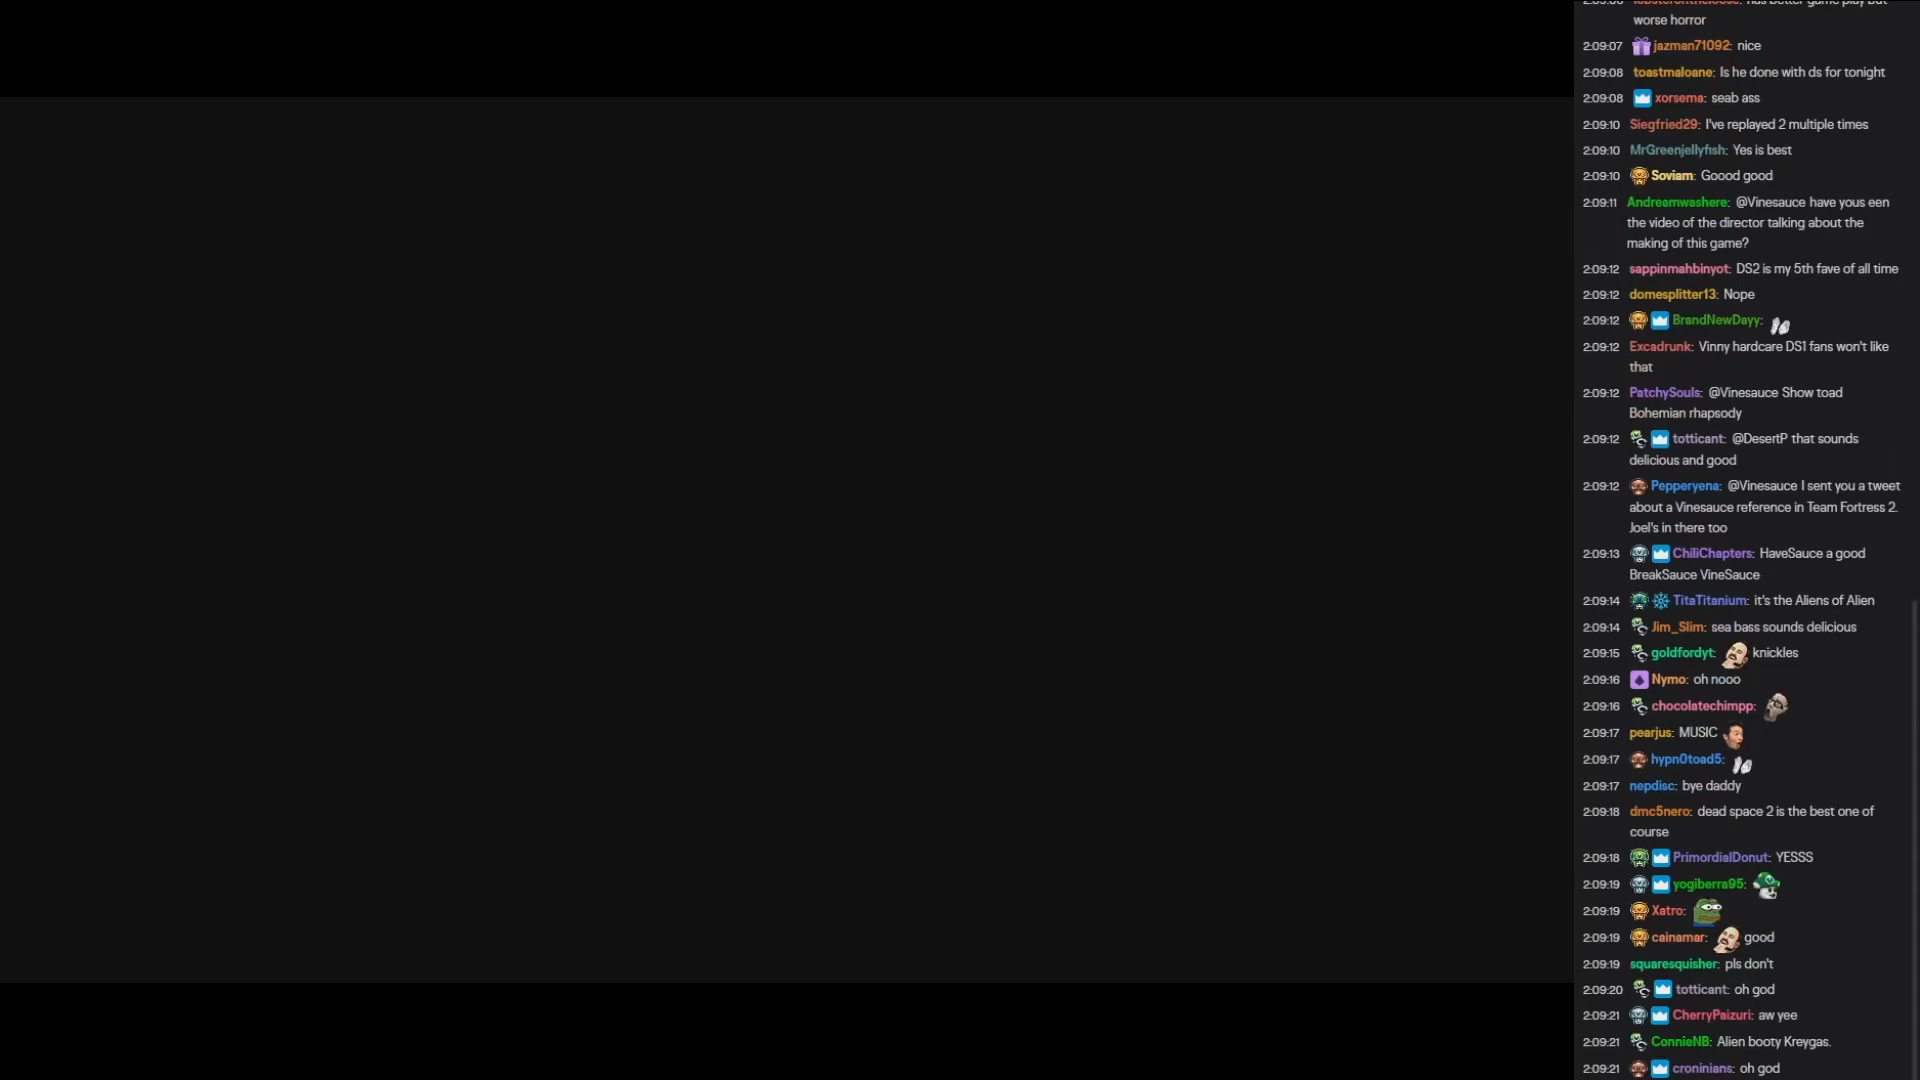 2:09:06 lobsterontheloose: has better game play but
worse horror
2:09:07 jazman71092: nice
2:09:08 toastmaloane: Is he done with ds for tonight
2:09:08 xorsema: seab ass
2:09:10 Siegfried29: I've replayed 2 multiple times
2:09:10 MrGreenjellyfish: Yes is best
2:09:10 Soviam: Goood good
2:09:11 Andreamwashere: @Vinesauce have yous een
the video of the director talking about the
making of this game?
2:09:12 sappinmahbinyot: DS2 is my 5th fave of all time
2:09:12 domesplitter13: Nope
2:09:12 BrandNewDayy:
2:09:12 Excadrunk: Vinny hardcare DS1 fans won't like
that
2:09:12 PatchySouls: @Vinesauce Show toad
Bohemian rhapsody
2:09:12 totticant: @DesertP that sounds
delicious and good
2:09:12 Pepperyena: @Vinesauce I sent you a tweet
about a Vinesauce reference in Team Fortress 2.
Joel's in there too
2:09:13 ChiliChapters: HaveSauce a good
BreakSauce VineSauce
2:09:14 TitaTitanium: it's the Aliens of Alien
2:09:14 Jim_Slim: sea bass sounds delicious
2:09:15 goldfordyt: knickles
2:09:16 Nymo: oh nooo
2:09:16 chocolatechimpp:
2:09:17 pearjus: MUSIC
2:09:17 hypn0toad5:
2:09:17 nepdisc: bye daddy
2:09:18 dmc5nero: dead space 2 is the best one of
course
2:09:18 PrimordialDonut: YESSS
2:09:19 yogiberra95:
2:09:19 Xatro:
2:09:19 cainamar: good
2:09:19 squaresquisher: pls don't
2:09:20 totticant: oh god
2:09:21 CherryPaizuri: aw yee
2:09:21 ConnieNB: Alien booty Kreygas.
2:09:21 croninians: oh god